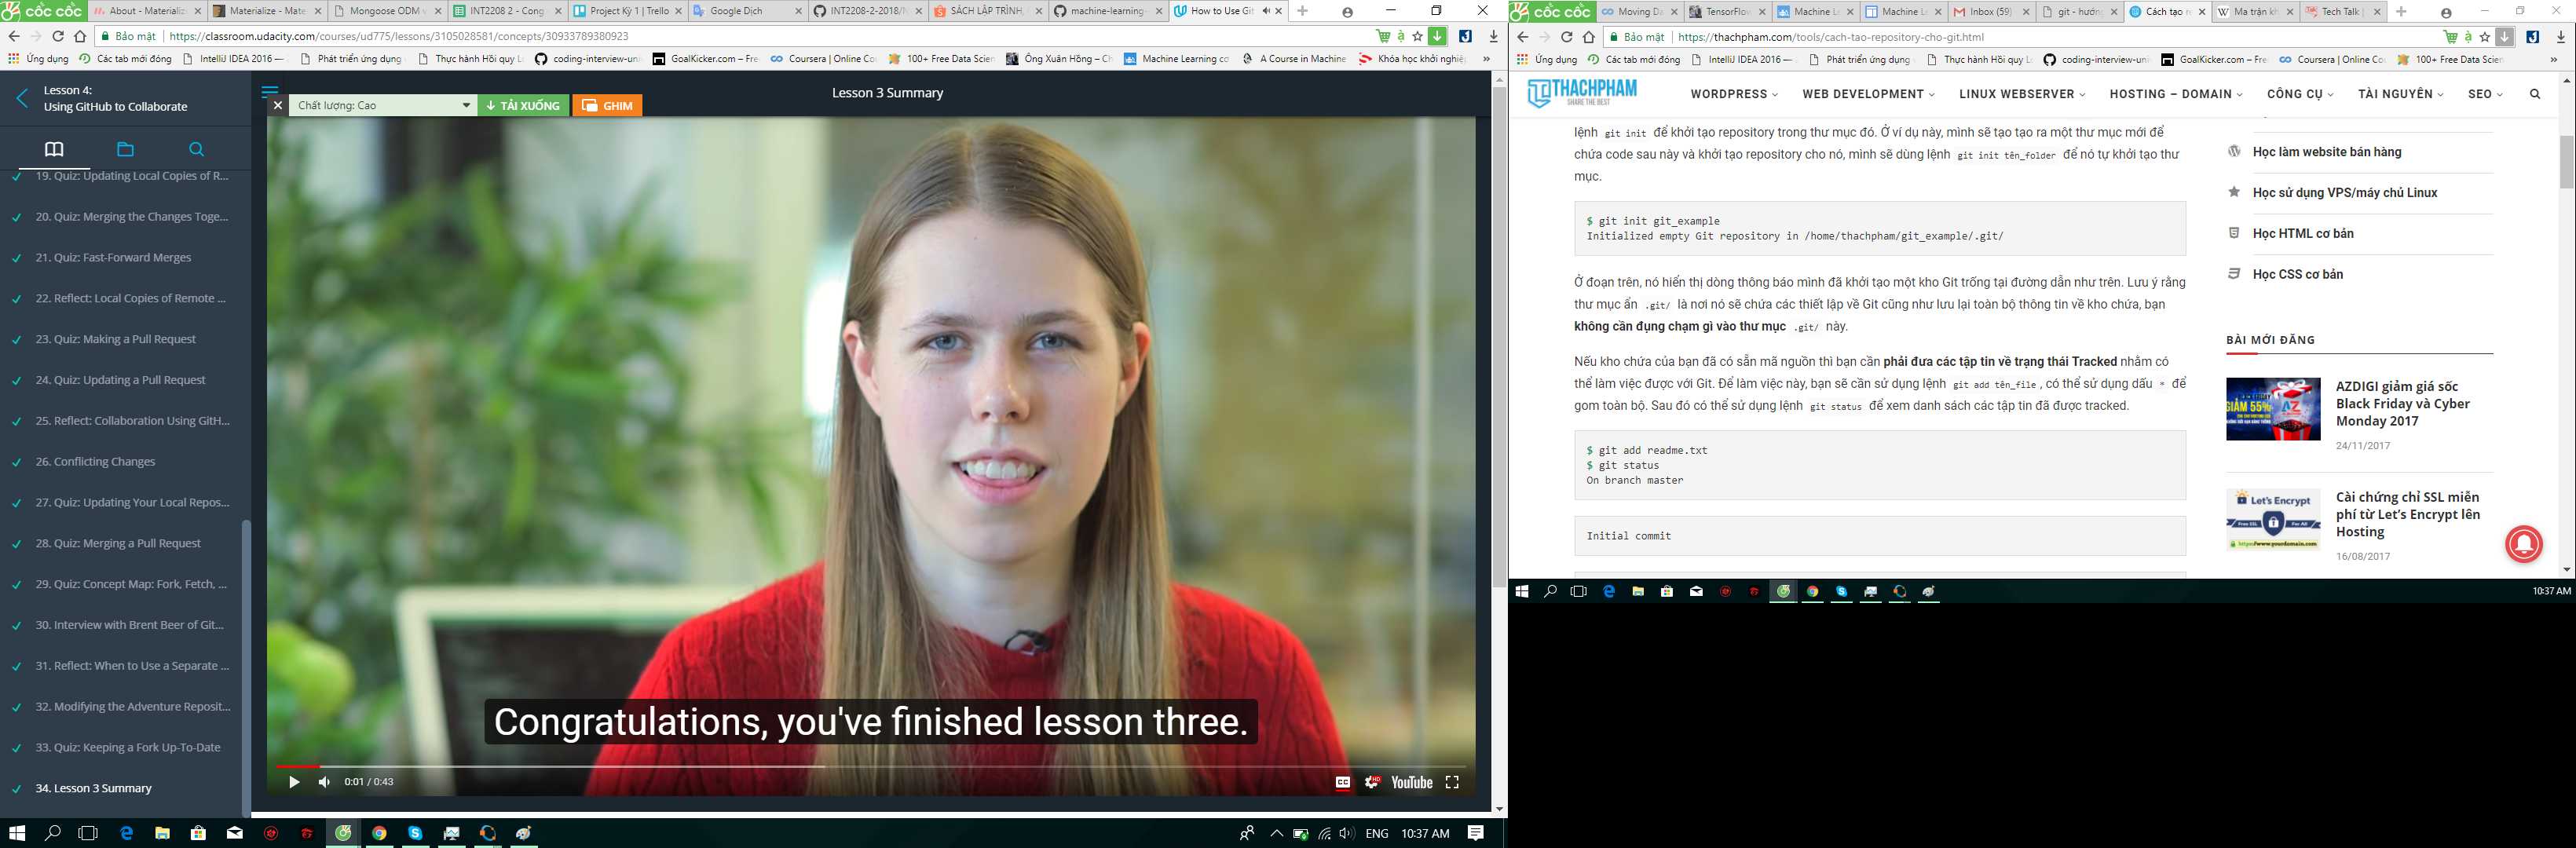 cốc cốc
About - Materializ
Materialize - Mate
Mongoose ODM v
INT2208 2 - Cong
Project Kỳ 1 | Trello
Google Dịch
INT2208-2-2018/N
SÁCH LẬP TRÌNH,
machine-learning-
How to Use Git
Bảo mật
https://classroom.udacity.com/courses/ud775/lessons/3105028581/concepts/30933789380923
Ứng dụng
Các tab mới đóng
IntelliJ IDEA 2016 —
Phát triển ứng dụng
Thực hành Hồi quy Lo
coding-interview-uni
GoalKicker.com – Fre
Coursera | Online Cou
100+ Free Data Scien
Ông Xuân Hồng – Ch
Machine Learning co
A Course in Machine
Khóa học khởi nghiệp
»
Lesson 4:
Using GitHub to Collaborate
Chất lượng: Cao
TẢI XUỐNG
GHIM
Lesson 3 Summary
19. Quiz: Updating Local Copies of R...
20. Quiz: Merging the Changes Toge...
21. Quiz: Fast-Forward Merges
22. Reflect: Local Copies of Remote ...
23. Quiz: Making a Pull Request
24. Quiz: Updating a Pull Request
25. Reflect: Collaboration Using GitH...
26. Conflicting Changes
27. Quiz: Updating Your Local Repos...
28. Quiz: Merging a Pull Request
29. Quiz: Concept Map: Fork, Fetch, ...
30. Interview with Brent Beer of Git...
31. Reflect: When to Use a Separate ...
32. Modifying the Adventure Reposit...
33. Quiz: Keeping a Fork Up-To-Date
34. Lesson 3 Summary
Congratulations, you've finished lesson three.
0:01 / 0:43
CC
HD
YouTube
ENG
10:37 AM
cốc cốc
Moving Da
TensorFlow
Machine Le
Machine Le
Inbox (59)
git - hướng
Cách tạo re
Ma trận kh
Tech Talk |
Bảo mật
https://thachpham.com/tools/cach-tao-repository-cho-git.html
Ứng dụng
Các tab mới đóng
IntelliJ IDEA 2016 —
Phát triển ứng dụng
Thực hành Hồi quy Lo
coding-interview-uni
GoalKicker.com – Fre
Coursera | Online Cou
100+ Free Data Scien
»
THACHPHAM
SHARE THE BEST
WORDPRESS
WEB DEVELOPMENT
LINUX WEBSERVER
HOSTING – DOMAIN
CÔNG CỤ
TÀI NGUYÊN
SEO
lệnh git init để khởi tạo repository trong thư mục đó. Ở ví dụ này, mình sẽ tạo tạo ra một thư mục mới để
chứa code sau này và khởi tạo repository cho nó, mình sẽ dùng lệnh git init tên_folder để nó tự khởi tạo thư
mục.
$ git init git_example
Initialized empty Git repository in /home/thachpham/git_example/.git/
Ở đoạn trên, nó hiển thị dòng thông báo mình đã khởi tạo một kho Git trống tại đường dẫn như trên. Lưu ý rằng
thư mục ẩn .git/ là nơi nó sẽ chứa các thiết lập về Git cũng như lưu lại toàn bộ thông tin về kho chứa, bạn
không cần đụng chạm gì vào thư mục .git/ này.
Nếu kho chứa của bạn đã có sẵn mã nguồn thì bạn cần phải đưa các tập tin về trạng thái Tracked nhằm có
thể làm việc được với Git. Để làm việc này, bạn sẽ cần sử dụng lệnh git add tên_file , có thể sử dụng dấu * để
gom toàn bộ. Sau đó có thể sử dụng lệnh git status để xem danh sách các tập tin đã được tracked.
$ git add readme.txt
$ git status
On branch master
Initial commit
Học làm website bán hàng
Học sử dụng VPS/máy chủ Linux
Học HTML cơ bản
Học CSS cơ bản
BÀI MỚI ĐĂNG
GIẢM 55%
AZ
AZDIGI giảm giá sốc
Black Friday và Cyber
Monday 2017
24/11/2017
Let's Encrypt
Free SSL
For All
https://www.yourdomain.com
Cài chứng chỉ SSL miễn
phí từ Let's Encrypt lên
Hosting
16/08/2017
10:37 AM